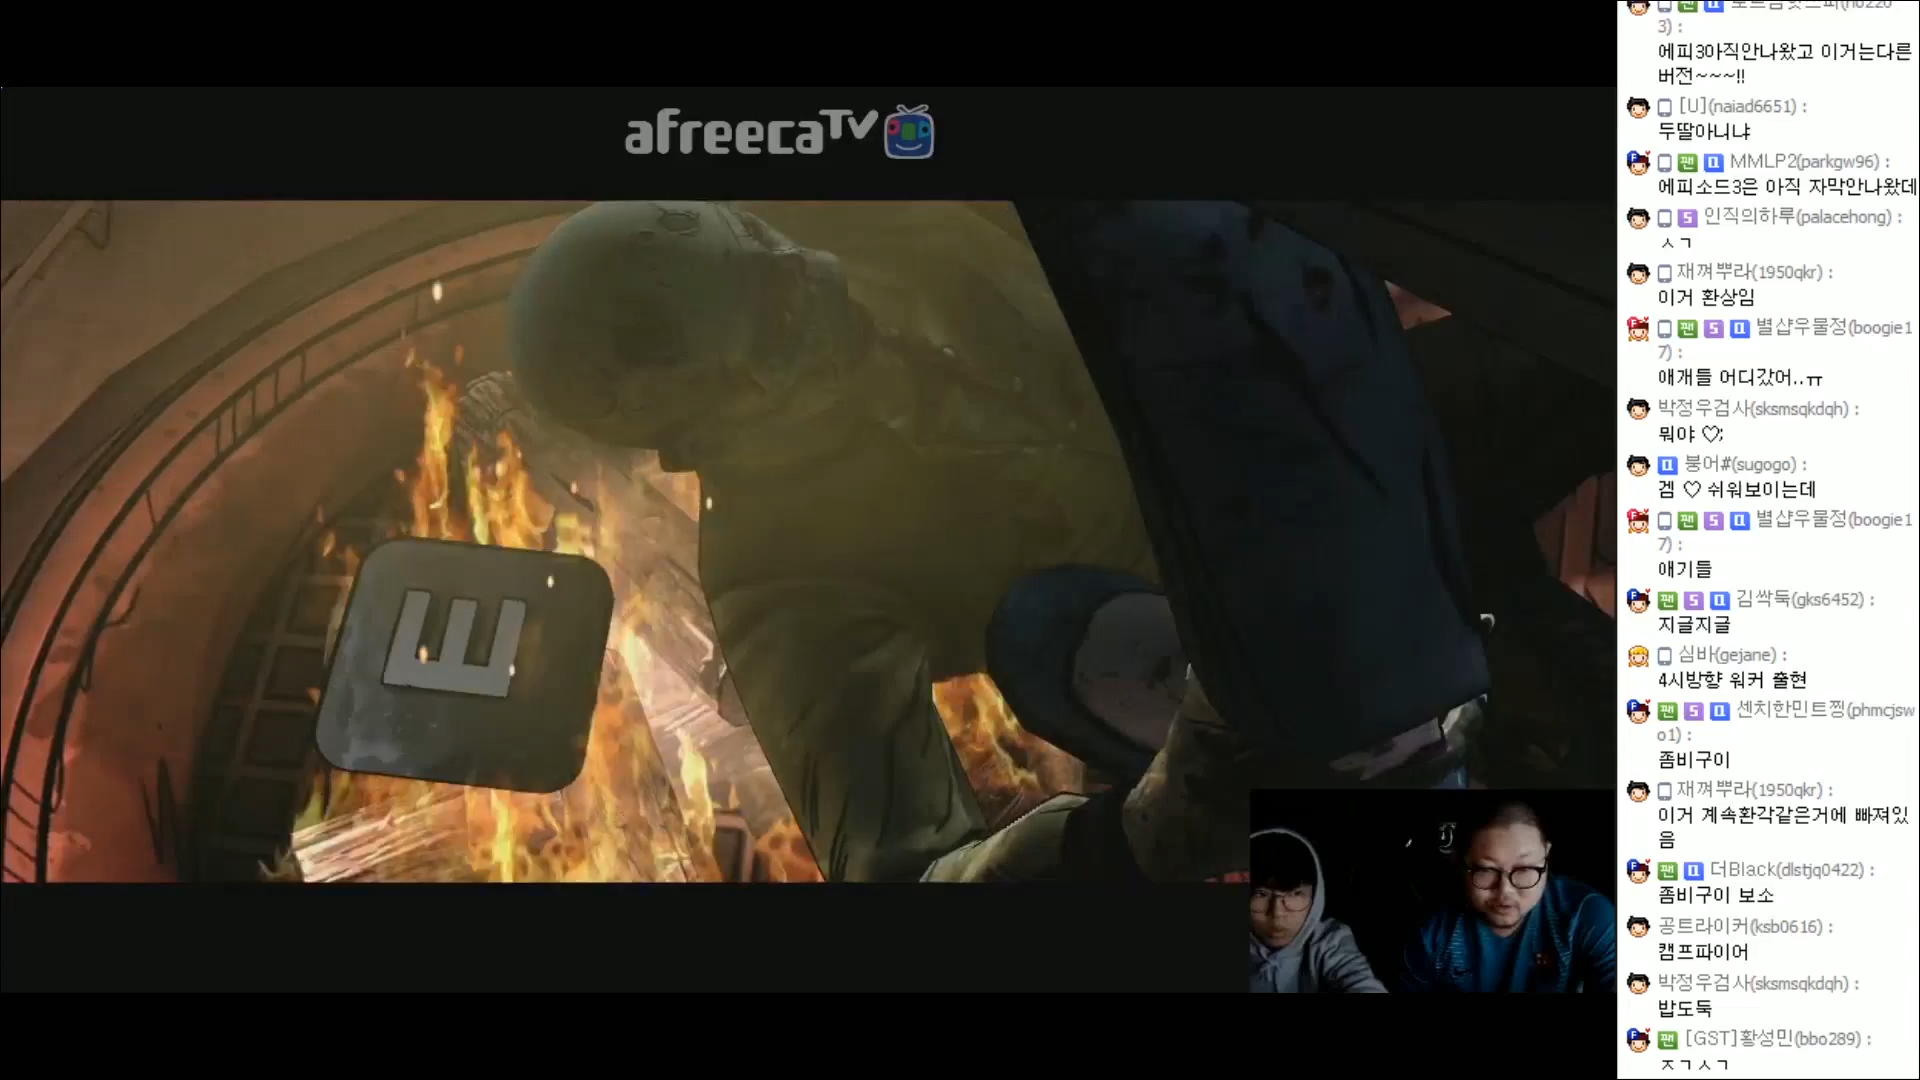 afreecaTV
E
3) :
에피3아직안나왔고 이거는다른
버전~~~!!
[U](naiad6651) :
두딸아니냐
팬 MMLP2(parkgw96) :
에피소드3은 아직 자막안나왔데
S 인직의하루(palacehong) :
ㅅㄱ
재껴뿌라(1950qkr) :
이거 환상임
팬 S 별샵우물정(boogie1
7) :
애개들 어디갔어..ㅠ
박정우검사(sksmsqkdqh) :
뭐야 ♡;
붕어#(sugogo) :
겜 ♡ 쉬워보이는데
팬 S 별샵우물정(boogie1
7) :
애기들
팬 S 김싹둑(gks6452) :
지글지글
심바(gejane) :
4시방향 워커 출현
팬 S 센치한민트찡(phmcjsw
o1) :
좀비구이
재껴뿌라(1950qkr) :
이거 계속환각같은거에 빠져있
음
팬 더Black(dlstjq0422) :
좀비구이 보소
공트라이커(ksb0616) :
캠프파이어
박정우검사(sksmsqkdqh) :
밥도둑
팬 [GST]황성민(bbo289) :
ㅈㄱㅅㄱ